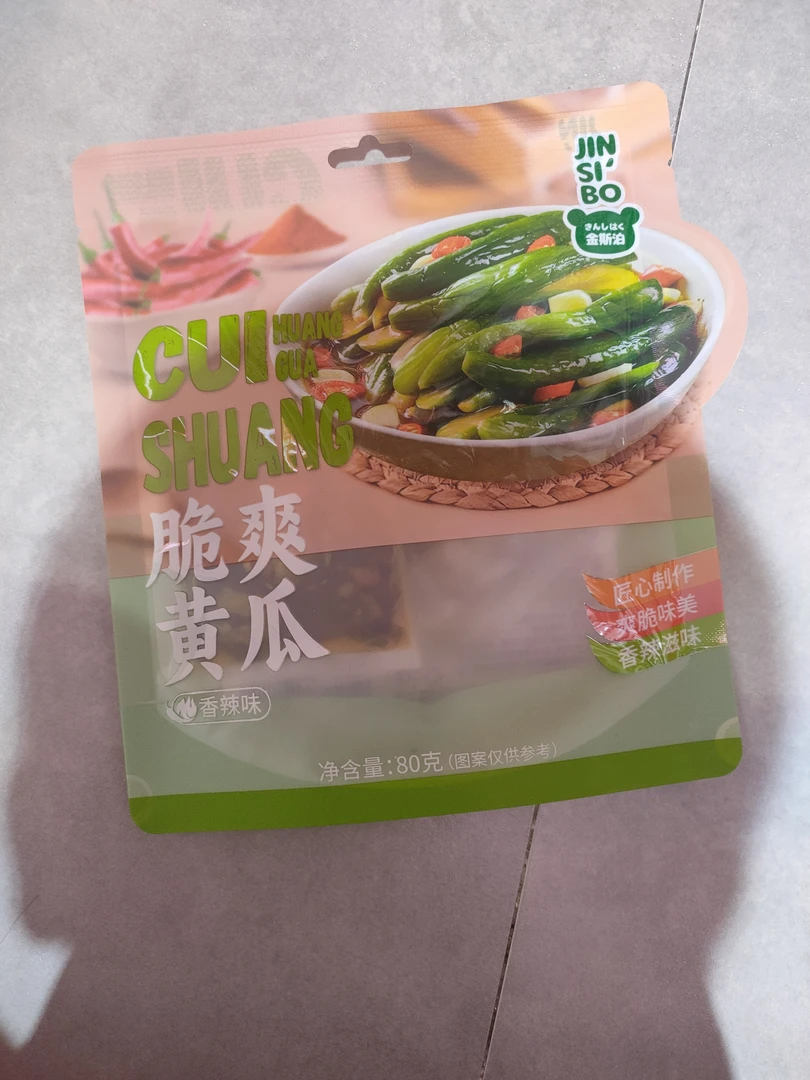 JIN
SI'
BO
きんしはく
金斯泊
CUI HUANG
GUA
SHUANG
脆爽
黄瓜
香辣味
匠心制作
爽脆味美
香辣滋味
净含量:80克(图案仅供参考)